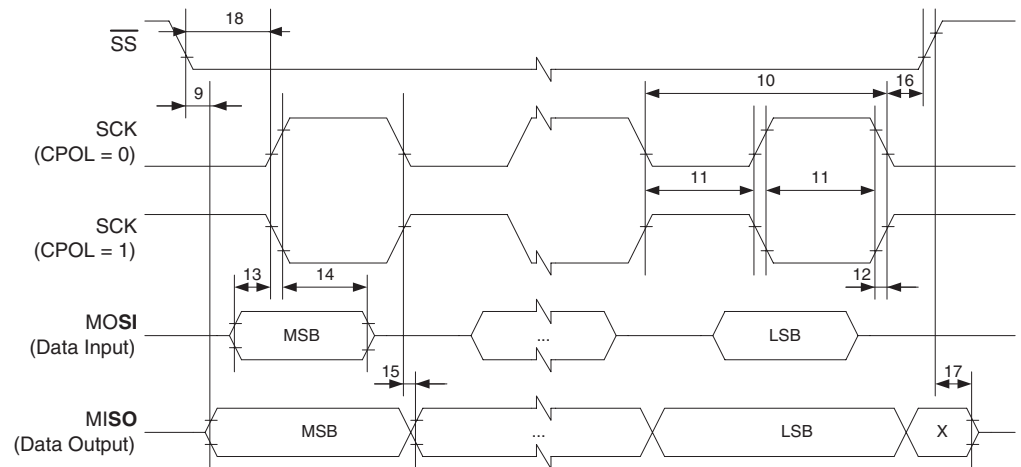 18
SS
10
16
9
SCK
(CPOL = 0)
11
11
SCK
(CPOL = 1)
13
14
12
MOSI
(Data Input)
MSB
...
LSB
15
17
MISO
(Data Output)
MSB
...
LSB
X